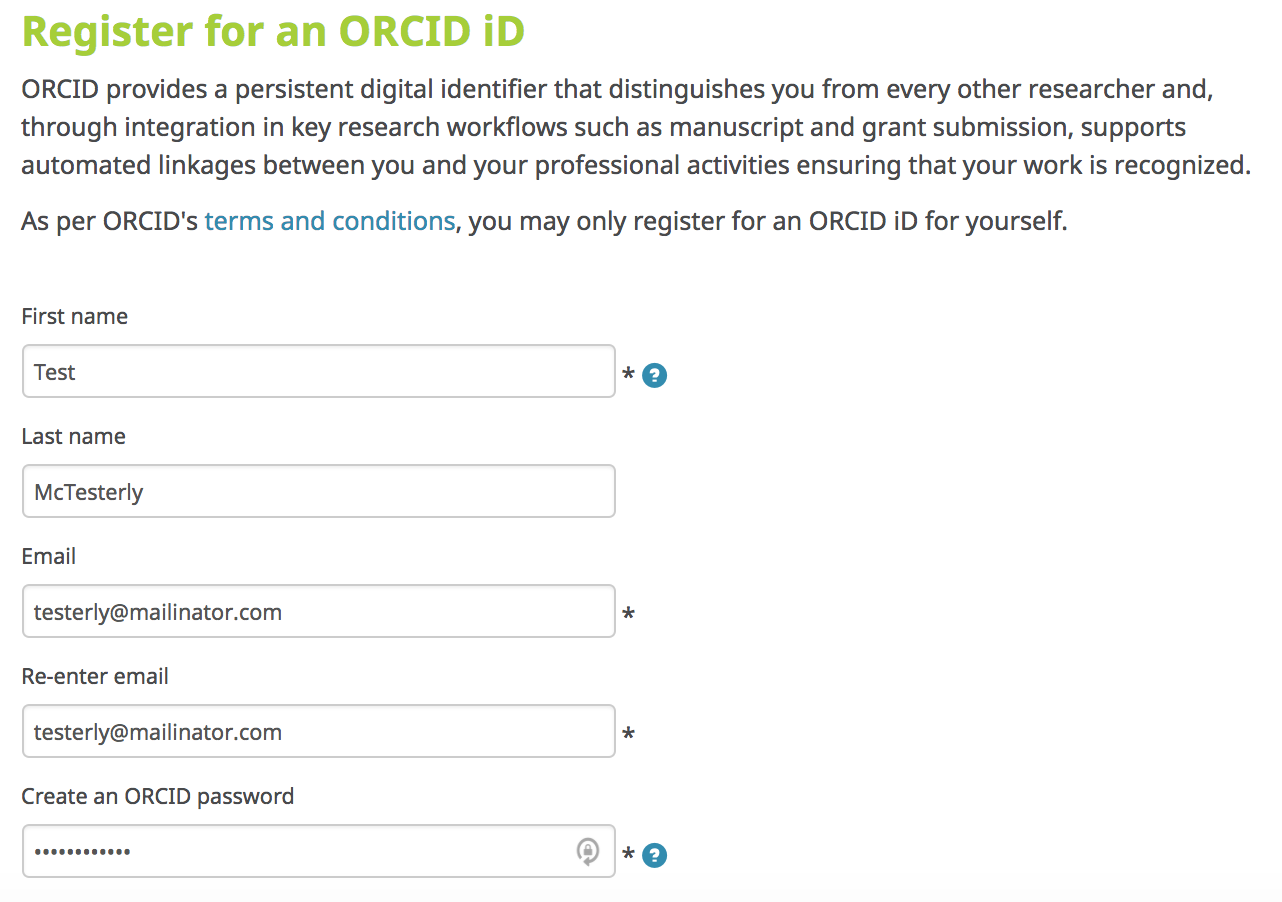 Register for an ORCID iD
ORCID provides a persistent digital identifier that distinguishes you from every other researcher and,
through integration in key research workflows such as manuscript and grant submission, supports
automated linkages between you and your professional activities ensuring that your work is recognized.
As per ORCID's terms and conditions, you may only register for an ORCID iD for yourself.
First name
Test * ?
Last name
McTesterly
Email
testerly@mailinator.com *
Re-enter email
testerly@mailinator.com *
Create an ORCID password
•••••••••••• * ?